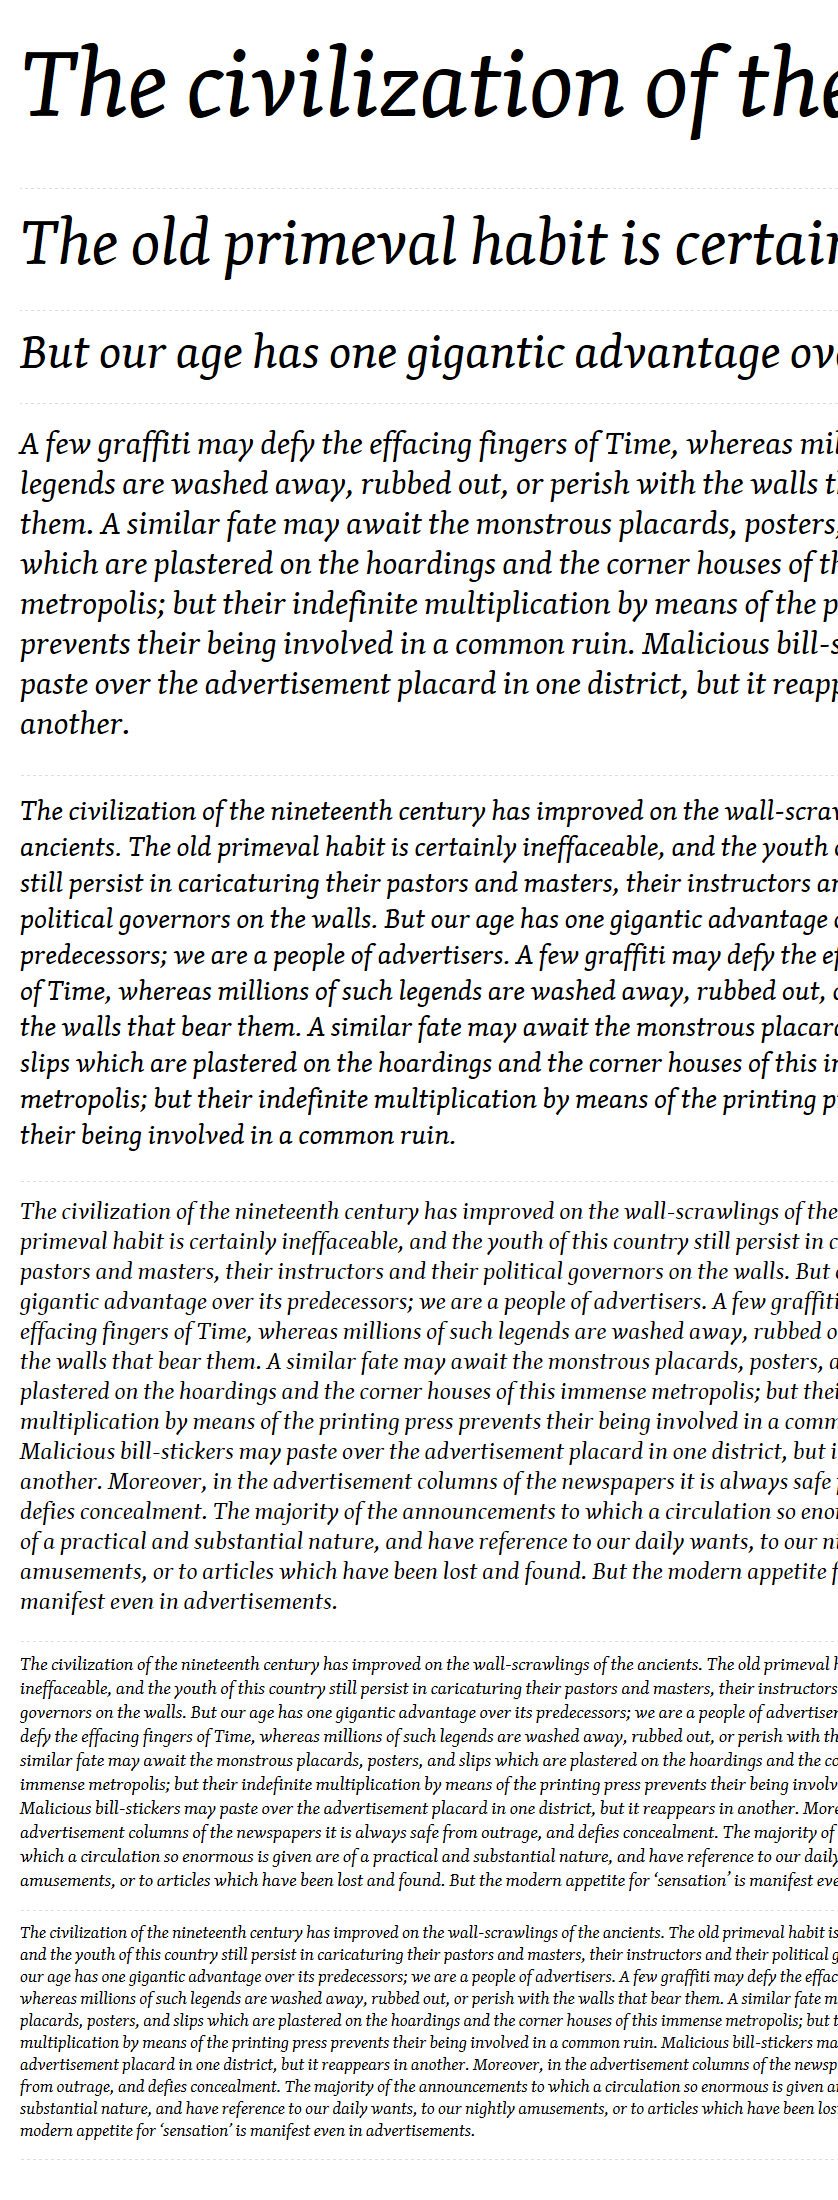 The civilization of the
The old primeval habit is
But our age has one gigantic advantage
A few graffiti may defy the effacing fingers of Time, whereas
legends are washed away, rubbed out, or perish with the walls
them. A similar fate may await the monstrous placards, posters,
which are plastered on the hoardings and the corner houses of
metropolis; but their indefinite multiplication by means of the
prevents their being involved in a common ruin. Malicious
paste over the advertisement placard in one district, but it
another.
The civilization of the nineteenth century has improved on the
ancients. The old primeval habit is certainly ineffaceable, and the youth
still persist in caricaturing their pastors and masters, their instructors
political governors on the walls. But our age has one gigantic advantage
predecessors; we are a people of advertisers. A few graffiti may defy the
of Time, whereas millions of such legends are washed away, rubbed out,
the walls that bear them. A similar fate may await the monstrous
slips which are plastered on the hoardings and the corner houses of this
metropolis; but their indefinite multiplication by means of the printing
their being involved in a common ruin.
The civilization of the nineteenth century has improved on the wall-scrawlings of the
primeval habit is certainly ineffaceable, and the youth of this country still persist in
pastors and masters, their instructors and their political governors on the walls. But
gigantic advantage over its predecessors; we are a people of advertisers. A few graffiti
effacing fingers of Time, whereas millions of such legends are washed away, rubbed
the walls that bear them. A similar fate may await the monstrous placards, posters,
plastered on the hoardings and the corner houses of this immense metropolis; but
multiplication by means of the printing press prevents their being involved in a
Malicious bill-stickers may paste over the advertisement placard in one district, but
another. Moreover, in the advertisement columns of the newspapers it is always safe
defies concealment. The majority of the announcements to which a circulation so
of a practical and substantial nature, and have reference to our daily wants, to our
amusements, or to articles which have been lost and found. But the modern appetite
manifest even in advertisements.
The civilization of the nineteenth century has improved on the wall-scrawlings of the ancients. The old primeval
ineffaceable, and the youth of this country still persist in caricaturing their pastors and masters, their instructors
governors on the walls. But our age has one gigantic advantage over its predecessors; we are a people of
defy the effacing fingers of Time, whereas millions of such legends are washed away, rubbed out, or perish with
similar fate may await the monstrous placards, posters, and slips which are plastered on the hoardings and the
immense metropolis; but their indefinite multiplication by means of the printing press prevents their being
Malicious bill-stickers may paste over the advertisement placard in one district, but it reappears in another.
advertisement columns of the newspapers it is always safe from outrage, and defies concealment. The majority of
which a circulation so enormous is given are of a practical and substantial nature, and have reference to our daily
amusements, or to articles which have been lost and found. But the modern appetite for ‘sensation’ is manifest
The civilization of the nineteenth century has improved on the wall-scrawlings of the ancients. The old primeval habit is
and the youth of this country still persist in caricaturing their pastors and masters, their instructors and their political
our age has one gigantic advantage over its predecessors; we are a people of advertisers. A few graffiti may defy the
whereas millions of such legends are washed away, rubbed out, or perish with the walls that bear them. A similar fate
placards, posters, and slips which are plastered on the hoardings and the corner houses of this immense metropolis; but
multiplication by means of the printing press prevents their being involved in a common ruin. Malicious bill-stickers
advertisement placard in one district, but it reappears in another. Moreover, in the advertisement columns of the
from outrage, and defies concealment. The majority of the announcements to which a circulation so enormous is given
substantial nature, and have reference to our daily wants, to our nightly amusements, or to articles which have been
modern appetite for ‘sensation’ is manifest even in advertisements.